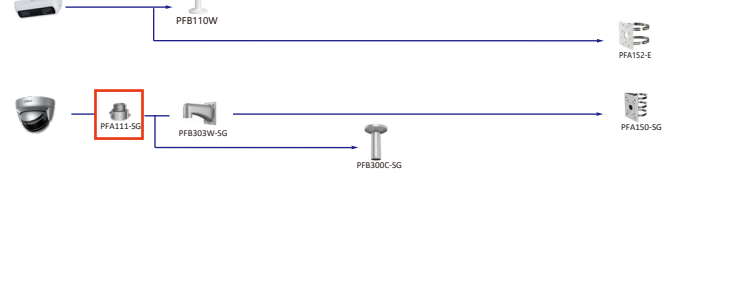 PFB110W
PFA152-E
PFA111-SG
PFB303W-SG
PFA150-SG
PFB300C-SG